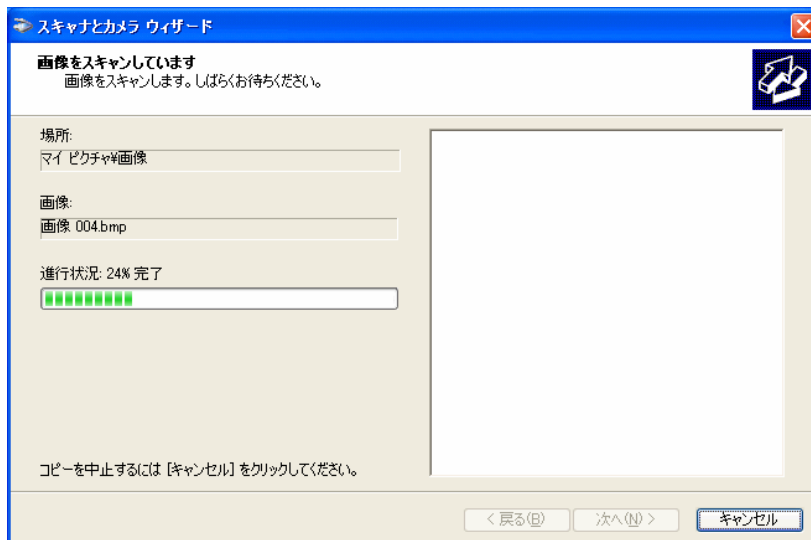 スキャナとカメラ ウィザード
画像をスキャンしています
画像をスキャンします。しばらくお待ちください。
場所:
マイ ピクチャ¥画像
画像:
画像 004.bmp
進行状況: 24% 完了
コピーを中止するには [キャンセル] をクリックしてください。
< 戻る(B)
次へ(N) >
キャンセル